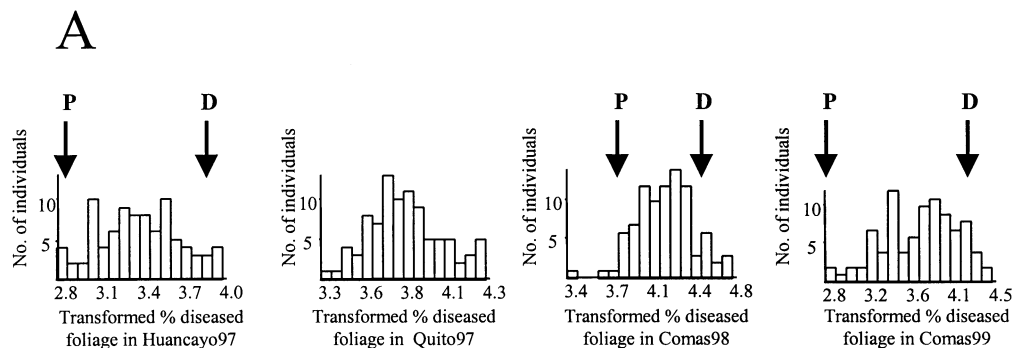 A
P D
No. of individuals
10
5
2.8 3.1 3.4 3.7 4.0
Transformed % diseased
foliage in Huancayo97
No. of individuals
10
5
3.3 3.6 3.8 4.1 4.3
Transformed % diseased
foliage in Quito97
P D
No. of individuals
10
5
3.4 3.7 4.1 4.4 4.8
Transformed % diseased
foliage in Comas98
P D
No. of individuals
10
5
2.8 3.2 3.6 4.1 4.5
Transformed % diseased
foliage in Comas99